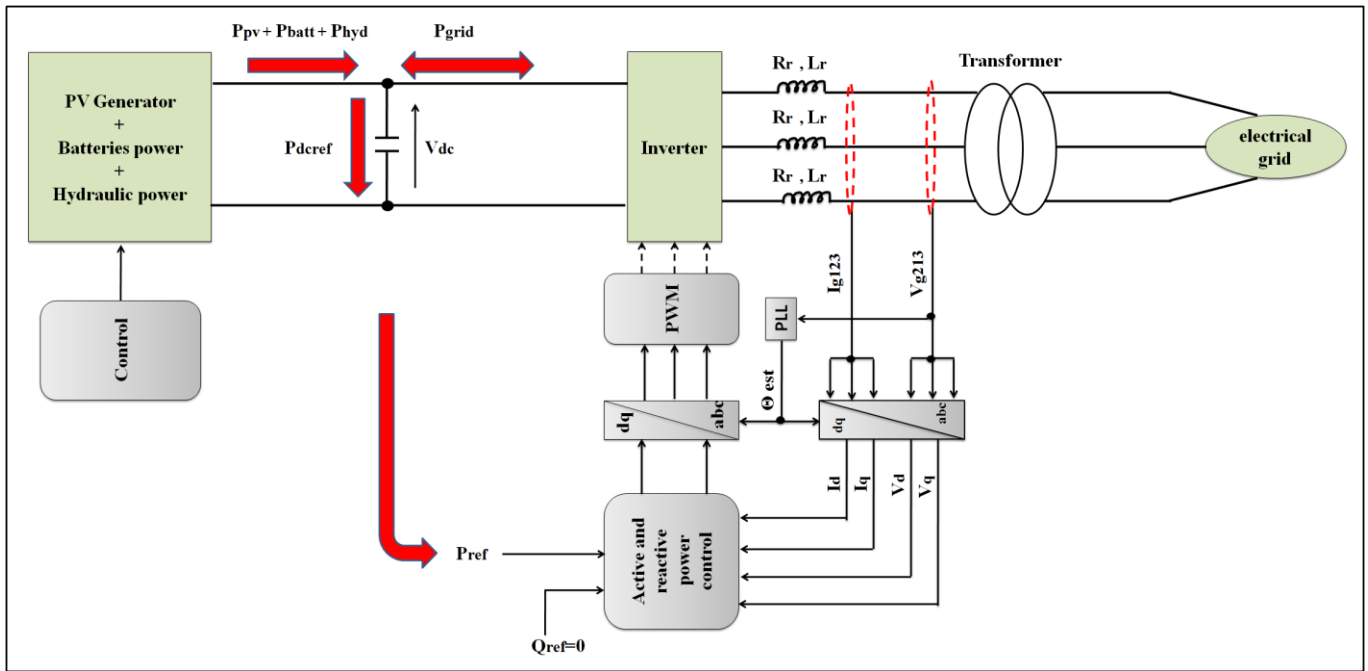 Ppv + Pbatt + Phyd
Pgrid
PV Generator
+
Batteries power
+
Hydraulic power
Pdcref
Vdc
Inverter
Rr , Lr
Rr , Lr
Rr , Lr
Transformer
electrical
grid
Control
PWM
PLL
Ig123
Vg213
Θ est
dq
abc
dq
abc
Id
Iq
Vd
Vq
Active and
reactive
power
control
Pref
Qref=0